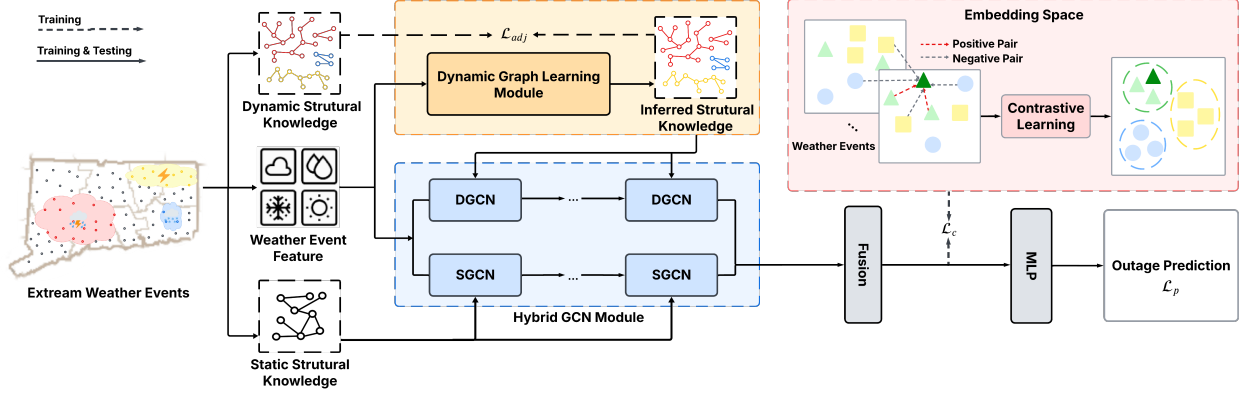 Training
Training & Testing
Dynamic Strutural
Knowledge
ℒadj
Dynamic Graph Learning
Module
Inferred Strutural
Knowledge
Embedding Space
Positive Pair
Negative Pair
...
Weather Events
Contrastive
Learning
Extream Weather Events
Weather Event
Feature
DGCN
...
DGCN
SGCN
...
SGCN
Hybrid GCN Module
Static Strutural
Knowledge
Fusion
ℒc
MLP
Outage Prediction
ℒp